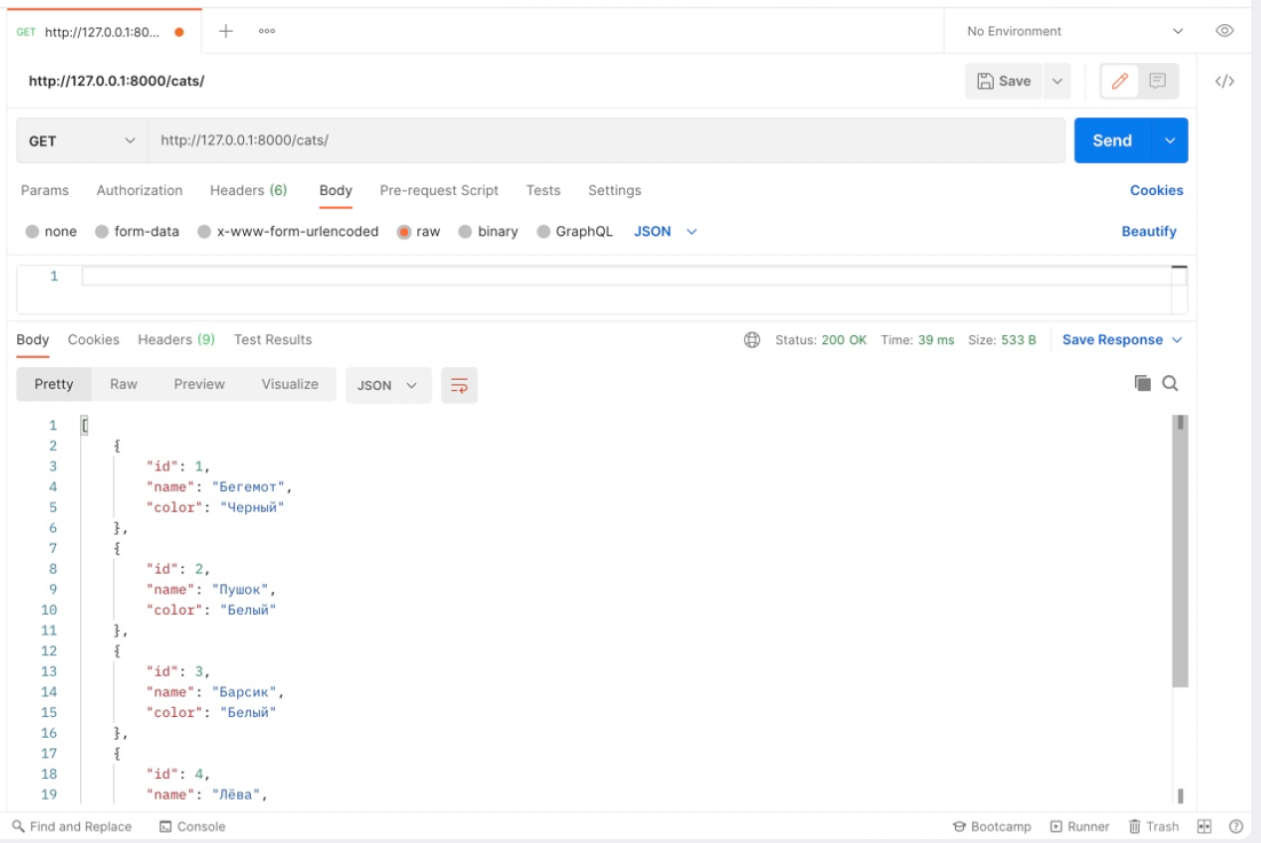 GET http://127.0.0.1:80... No Environment
http://127.0.0.1:8000/cats/ Save
GET http://127.0.0.1:8000/cats/ Send
Params Authorization Headers (6) Body Pre-request Script Tests Settings Cookies
none form-data x-www-form-urlencoded raw binary GraphQL JSON Beautify
1
Body Cookies Headers (9) Test Results Status: 200 OK Time: 39 ms Size: 533 B Save Response
Pretty Raw Preview Visualize JSON
1 [
2 {
3 "id": 1,
4 "name": "Бегемот",
5 "color": "Черный"
6 },
7 {
8 "id": 2,
9 "name": "Пушок",
10 "color": "Белый"
11 },
12 {
13 "id": 3,
14 "name": "Барсик",
15 "color": "Белый"
16 },
17 {
18 "id": 4,
19 "name": "Лёва",
Find and Replace Console Bootcamp Runner Trash